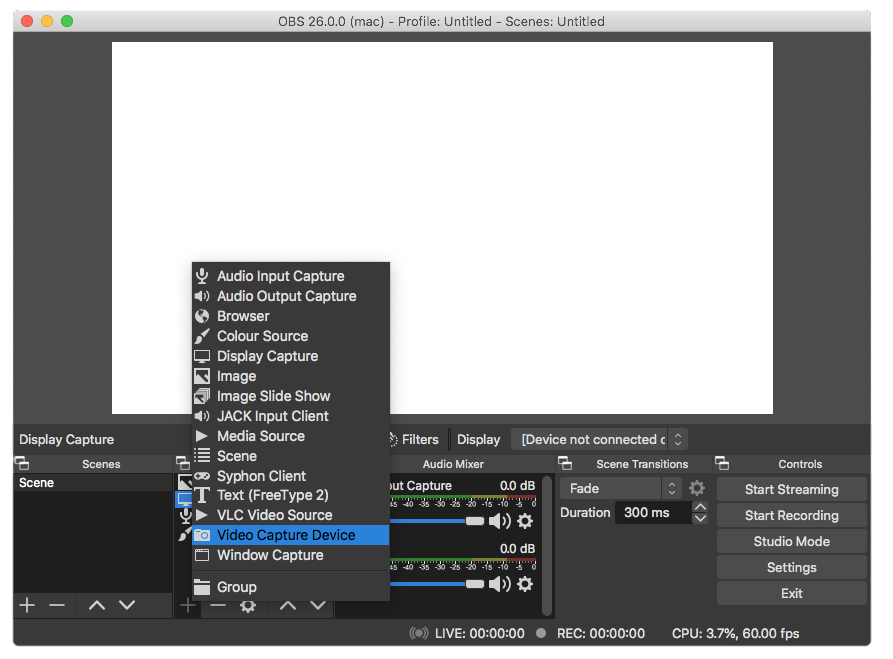 OBS 26.0.0 (mac) - Profile: Untitled - Scenes: Untitled
Audio Input Capture
Audio Output Capture
Browser
Colour Source
Display Capture
Image
Image Slide Show
JACK Input Client
Media Source
Scene
Syphon Client
Text (FreeType 2)
VLC Video Source
Video Capture Device
Window Capture
Group
Display Capture
Filters
Display
[Device not connected
Scenes
Scene
Audio Mixer
Capture 0.0 dB
-35 -30 -25 -20 -15 -10 -5 0
0.0 dB
-35 -30 -25 -20 -15 -10 -5 0
Scene Transitions
Fade
Duration 300 ms
Controls
Start Streaming
Start Recording
Studio Mode
Settings
Exit
LIVE: 00:00:00 REC: 00:00:00 CPU: 3.7%, 60.00 fps